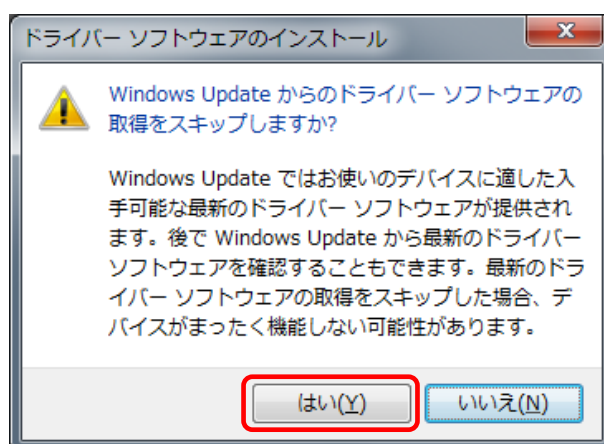 ドライバー ソフトウェアのインストール
Windows Update からのドライバー ソフトウェアの
取得をスキップしますか?
Windows Update ではお使いのデバイスに適した入
手可能な最新のドライバー ソフトウェアが提供され
ます。後で Windows Update から最新のドライバー
ソフトウェアを確認することもできます。最新のドラ
イバー ソフトウェアの取得をスキップした場合、デ
バイスがまったく機能しない可能性があります。
はい(Y) いいえ(N)